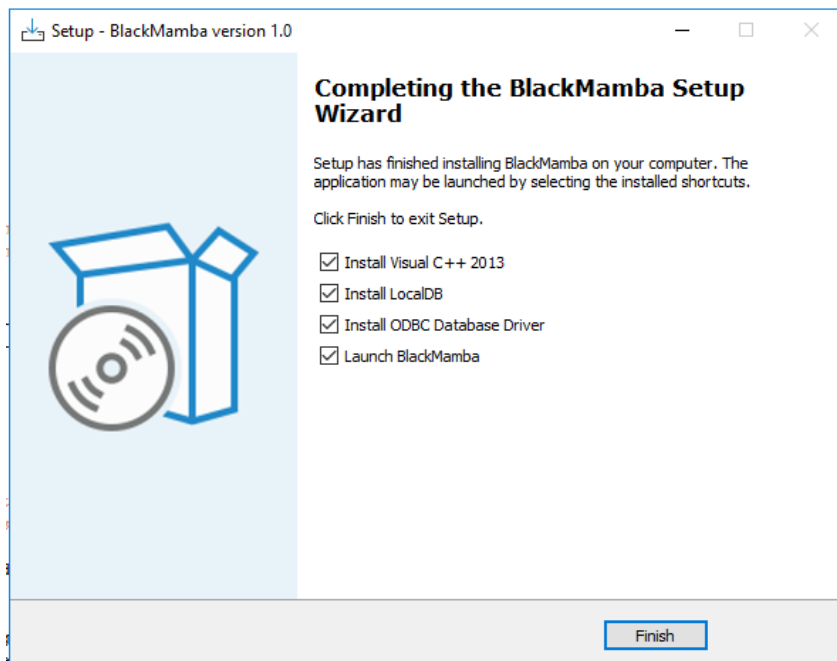 Setup - BlackMamba version 1.0
Completing the BlackMamba Setup
Wizard
Setup has finished installing BlackMamba on your computer. The
application may be launched by selecting the installed shortcuts.
Click Finish to exit Setup.
Install Visual C++ 2013
Install LocalDB
Install ODBC Database Driver
Launch BlackMamba
Finish